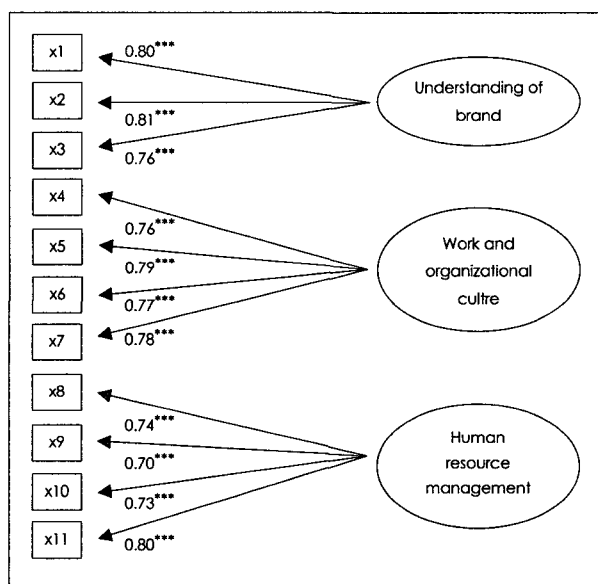 x1
0.80***
x2
0.81***
x3
0.76***
Understanding of
brand
x4
0.76***
x5
0.79***
x6
0.77***
x7
0.78***
Work and
organizational
cultre
x8
0.74***
x9
0.70***
x10
0.73***
x11
0.80***
Human
resource
management